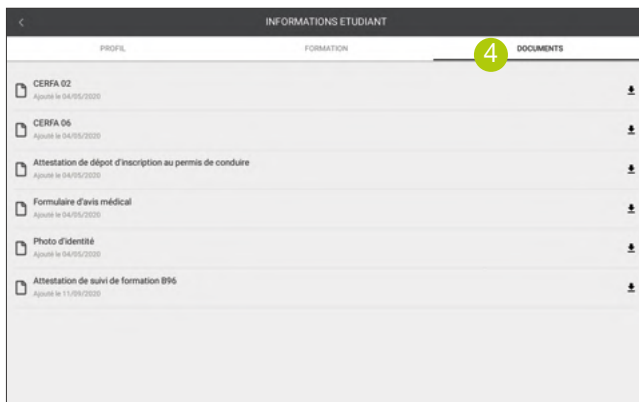 INFORMATIONS ETUDIANT
PROFIL FORMATION 4 DOCUMENTS
CERFA 02
Ajouté le 04/05/2020
CERFA 06
Ajouté le 04/05/2020
Attestation de dépot d'inscription au permis de conduire
Ajouté le 04/05/2020
Formulaire d'avis médical
Ajouté le 04/05/2020
Photo d'identité
Ajouté le 04/05/2020
Attestation de suivi de formation B96
Ajouté le 11/09/2020